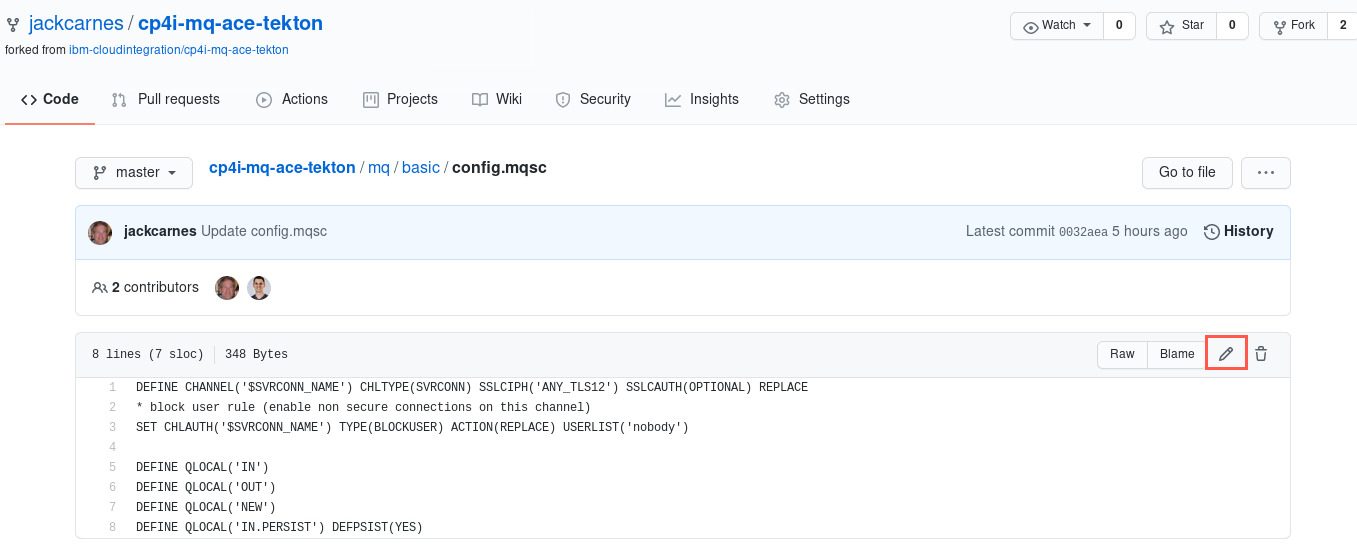 jackcarnes / cp4i-mq-ace-tekton
Watch 0 Star 0 Fork 2
forked from ibm-cloudintegration/cp4i-mq-ace-tekton
Code Pull requests Actions Projects Wiki Security Insights Settings
master cp4i-mq-ace-tekton / mq / basic / config.mqsc Go to file ...
jackcarnes Update config.mqsc Latest commit 0032aea 5 hours ago History
2 contributors
8 lines (7 sloc) 348 Bytes Raw Blame
1 DEFINE CHANNEL('$SVRCONN_NAME') CHLTYPE(SVRCONN) SSLCIPH('ANY_TLS12') SSLCAUTH(OPTIONAL) REPLACE
2 * block user rule (enable non secure connections on this channel)
3 SET CHLAUTH('$SVRCONN_NAME') TYPE(BLOCKUSER) ACTION(REPLACE) USERLIST('nobody')
4
5 DEFINE QLOCAL('IN')
6 DEFINE QLOCAL('OUT')
7 DEFINE QLOCAL('NEW')
8 DEFINE QLOCAL('IN.PERSIST') DEFPSIST(YES)